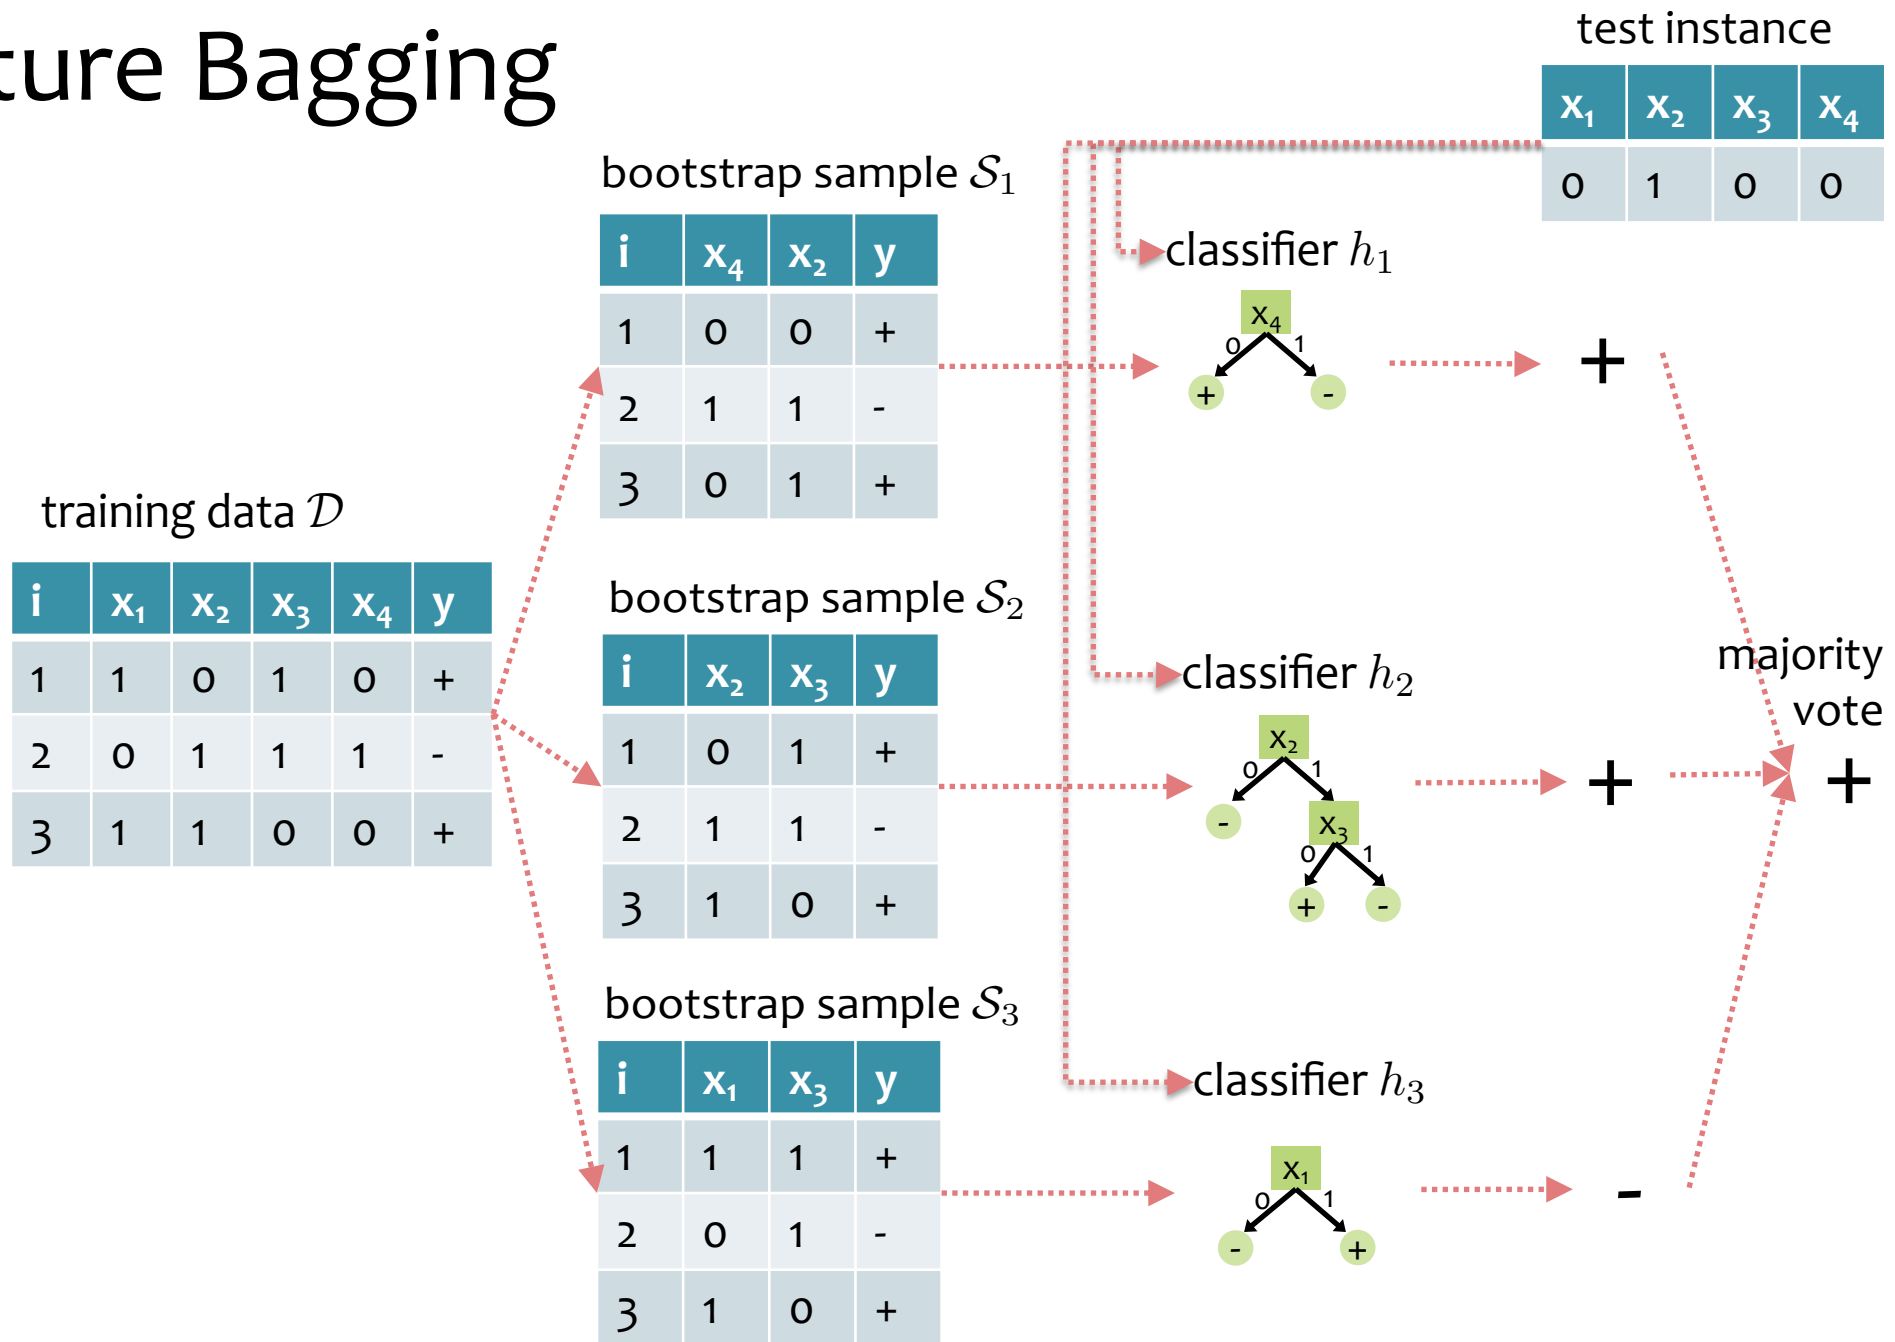 ture Bagging
test instance
x₁ x₂ x₃ x₄
0 1 0 0
bootstrap sample 𝒮₁
i x₄ x₂ y
1 0 0 +
2 1 1 -
3 0 1 +
classifier h₁
x₄
0 1
+ -
+
training data 𝒟
i x₁ x₂ x₃ x₄ y
1 1 0 1 0 +
2 0 1 1 1 -
3 1 1 0 0 +
bootstrap sample 𝒮₂
i x₂ x₃ y
1 0 1 +
2 1 1 -
3 1 0 +
classifier h₂
x₂
0 1
- x₃
0 1
+ -
+
majority
vote
+
bootstrap sample 𝒮₃
i x₁ x₃ y
1 1 1 +
2 0 1 -
3 1 0 +
classifier h₃
x₁
0 1
- +
-